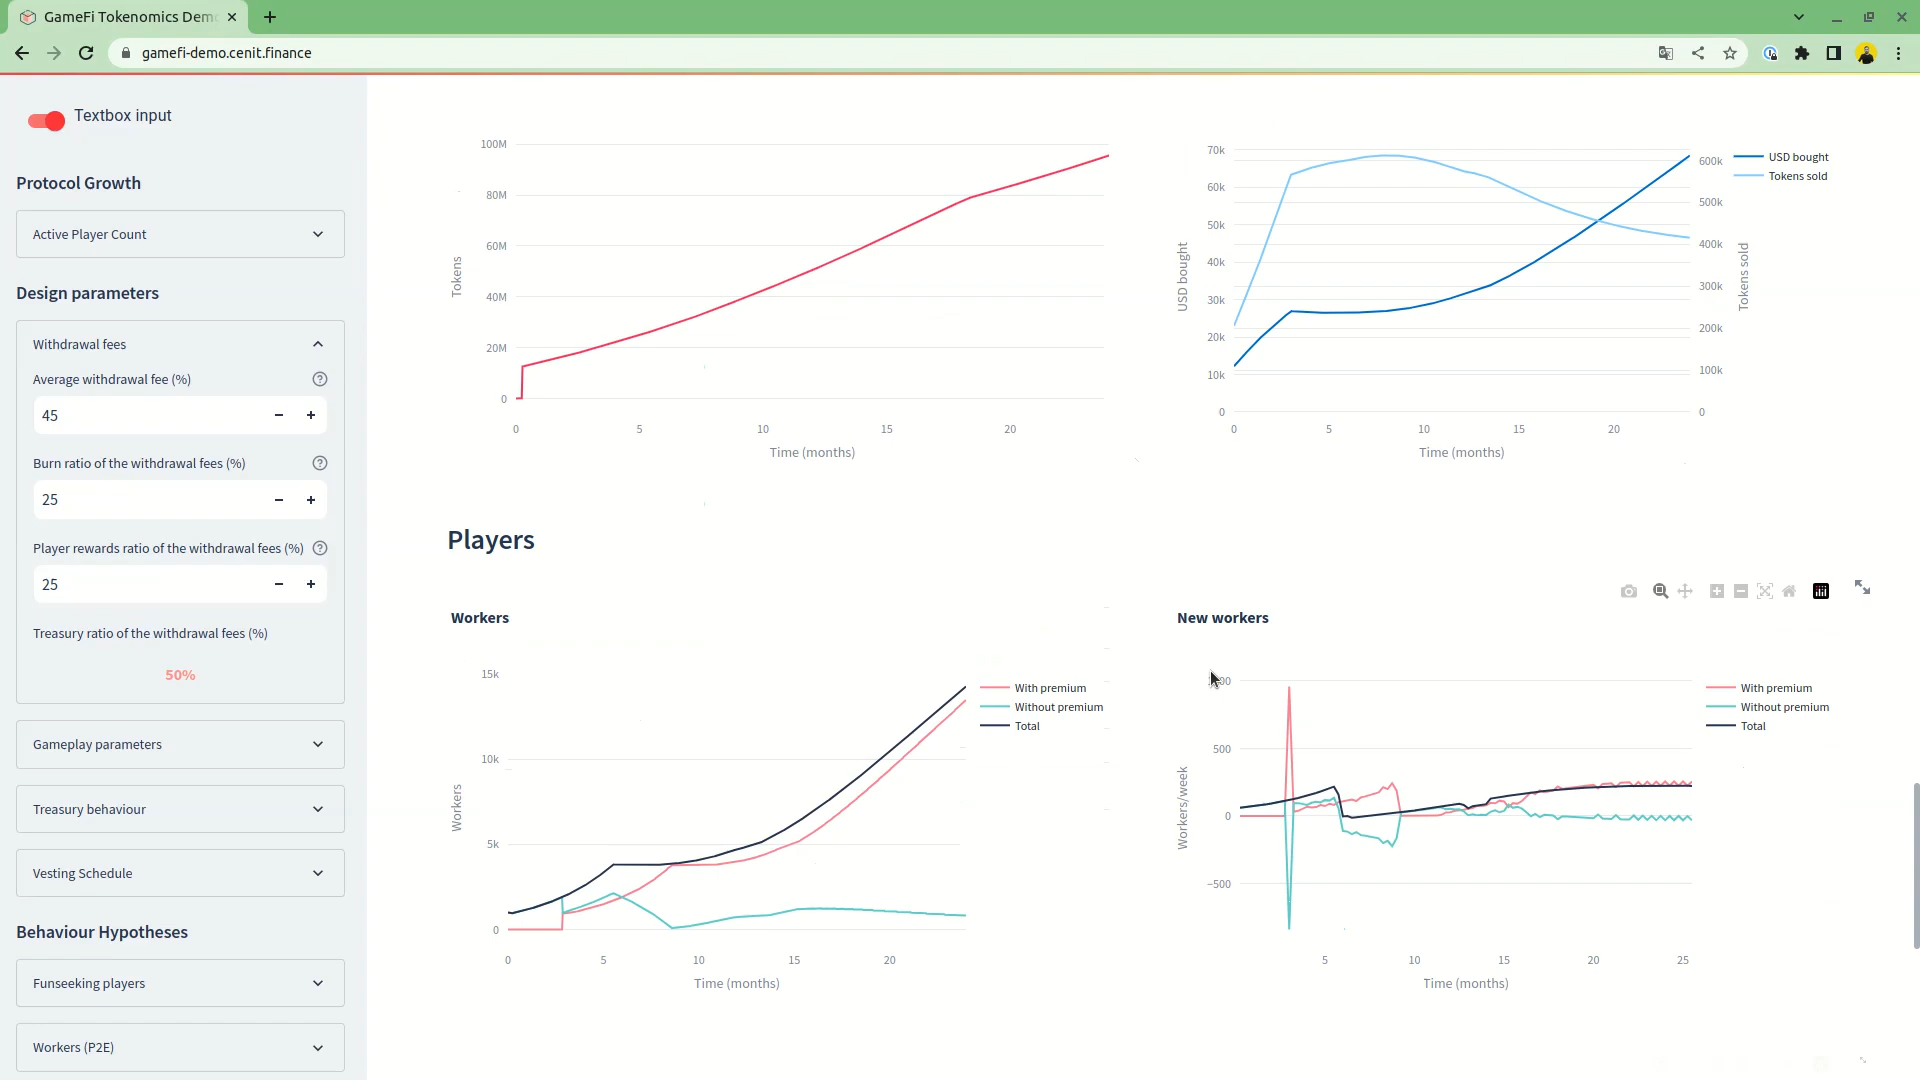 GameFi Tokenomics Dem
gamefi-demo.cenit.finance
Textbox input
Protocol Growth
Active Player Count
Design parameters
Withdrawal fees
Average withdrawal fee (%)
45
Burn ratio of the withdrawal fees (%)
25
Player rewards ratio of the withdrawal fees (%)
25
Treasury ratio of the withdrawal fees (%)
50%
Gameplay parameters
Treasury behaviour
Vesting Schedule
Behaviour Hypotheses
Funseeking players
Workers (P2E)
100M
80M
60M
40M
20M
0
Tokens
0 5 10 15 20
Time (months)
70k
60k
50k
40k
30k
20k
10k
0
USD bought
600k
500k
400k
300k
200k
100k
0
Tokens sold
0 5 10 15 20
Time (months)
USD bought
Tokens sold
Players
Workers
15k
10k
5k
0
Workers
0 5 10 15 20
Time (months)
With premium
Without premium
Total
New workers
500
0
−500
Workers/week
5 10 15 20 25
Time (months)
With premium
Without premium
Total